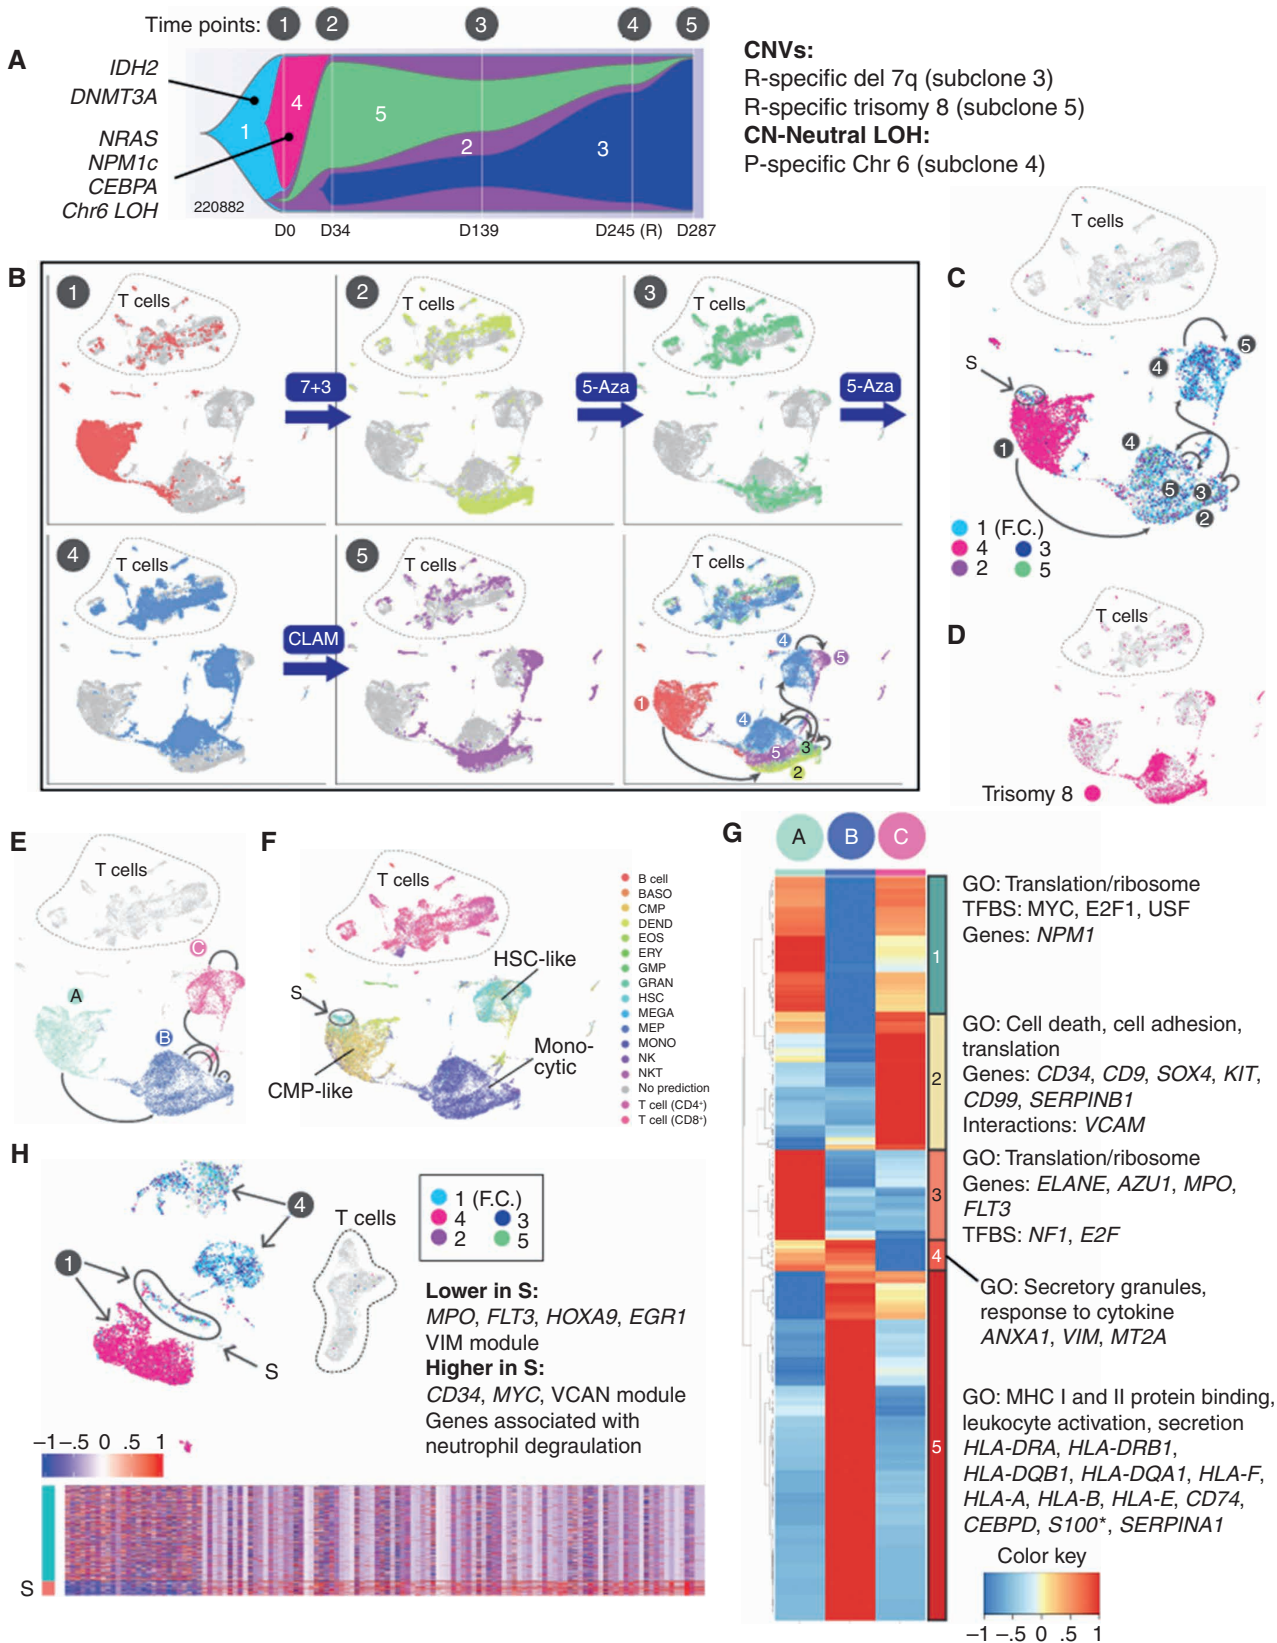 Time points: 1 2 3 4 5
A
IDH2
DNMT3A
NRAS
NPM1c
CEBPA
Chr6 LOH
1
4
5
2
3
220882
D0 D34 D139 D245 (R) D287
CNVs:
R-specific del 7q (subclone 3)
R-specific trisomy 8 (subclone 5)
CN-Neutral LOH:
P-specific Chr 6 (subclone 4)
B
1
T cells
7+3
2
T cells
5-Aza
3
T cells
5-Aza
4
T cells
CLAM
5
T cells
T cells
4
5
1
4
5
3
2
C
T cells
S
4
5
1
4
5
3
2
1 (F.C.)
4 3
2 5
D
T cells
Trisomy 8
E
T cells
C
A
B
F
T cells
HSC-like
S
Mono-
cytic
CMP-like
B cell
BASO
CMP
DEND
EOS
ERY
GMP
GRAN
HSC
MEGA
MEP
MONO
NK
NKT
No prediction
T cell (CD4+)
T cell (CD8+)
G
A B C
1
2
3
4
5
GO: Translation/ribosome
TFBS: MYC, E2F1, USF
Genes: NPM1
GO: Cell death, cell adhesion,
translation
Genes: CD34, CD9, SOX4, KIT,
CD99, SERPINB1
Interactions: VCAM
GO: Translation/ribosome
Genes: ELANE, AZU1, MPO,
FLT3
TFBS: NF1, E2F
GO: Secretory granules,
response to cytokine
ANXA1, VIM, MT2A
GO: MHC I and II protein binding,
leukocyte activation, secretion
HLA-DRA, HLA-DRB1,
HLA-DQB1, HLA-DQA1, HLA-F,
HLA-A, HLA-B, HLA-E, CD74,
CEBPD, S100*, SERPINA1
Color key
−1 −.5 0 .5 1
H
4
1
S
T cells
1 (F.C.)
4 3
2 5
Lower in S:
MPO, FLT3, HOXA9, EGR1
VIM module
Higher in S:
CD34, MYC, VCAN module
Genes associated with
neutrophil degraulation
−1 −.5 0 .5 1
S